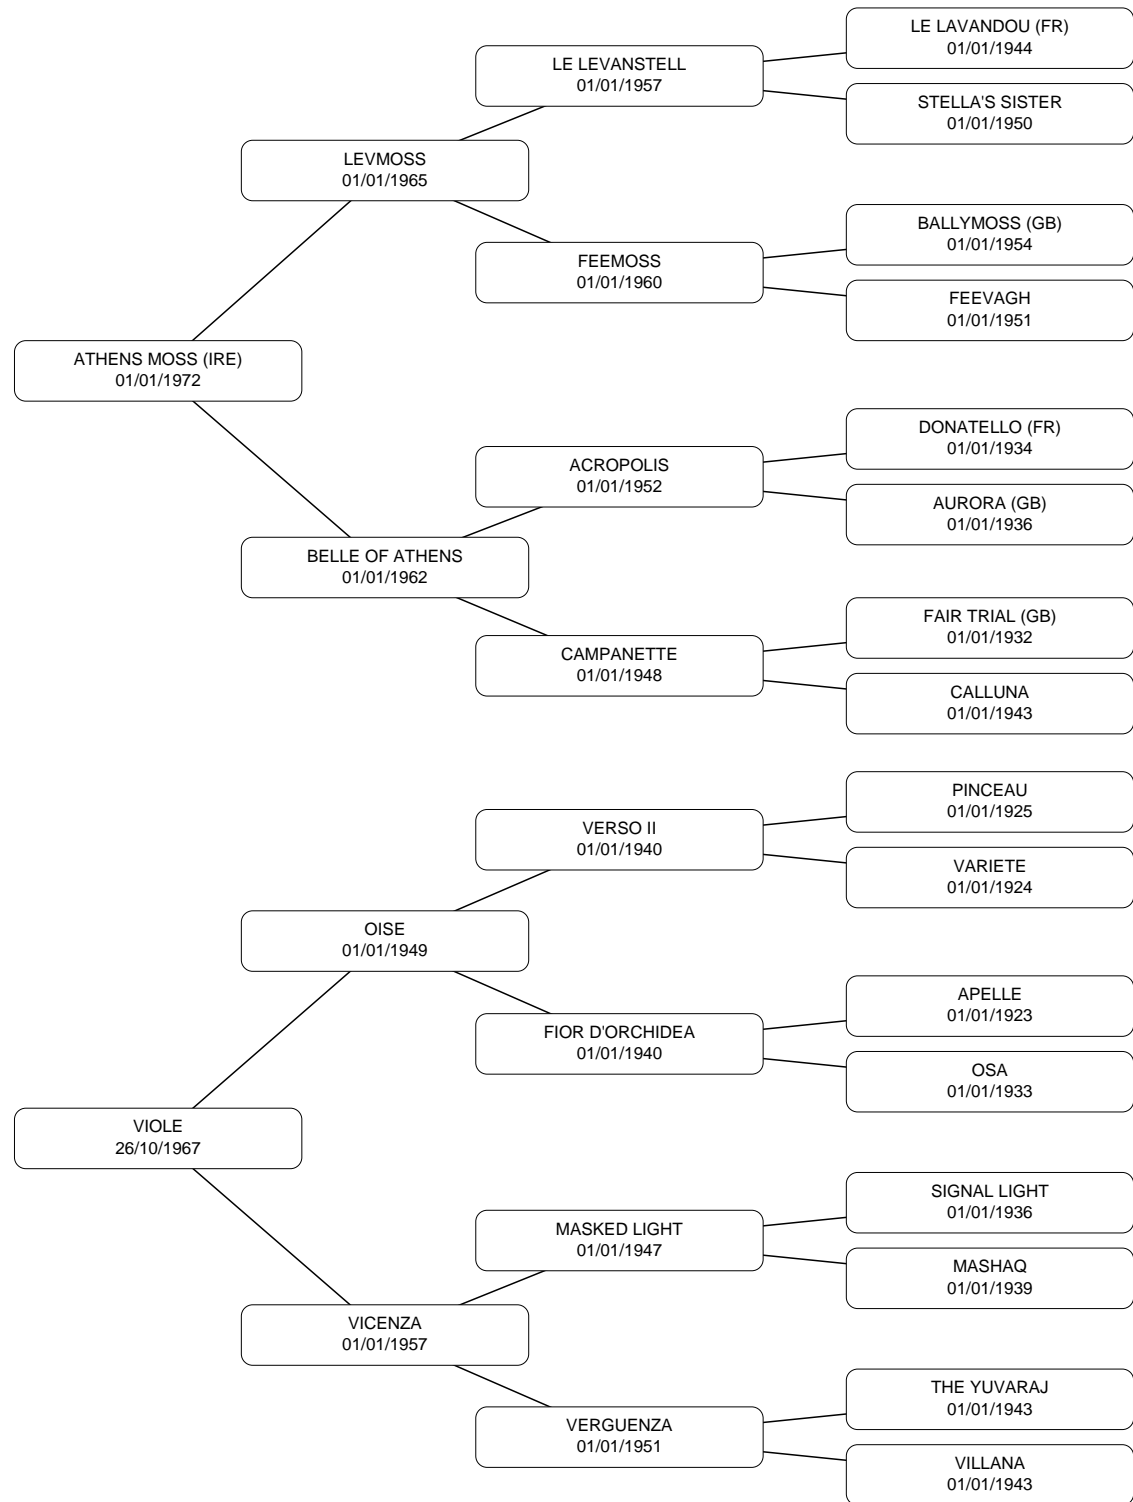 LE LAVANDOU (FR)
01/01/1944
LE LEVANSTELL
01/01/1957
STELLA'S SISTER
01/01/1950
LEVMOSS
01/01/1965
BALLYMOSS (GB)
01/01/1954
FEEMOSS
01/01/1960
FEEVAGH
01/01/1951
ATHENS MOSS (IRE)
01/01/1972
DONATELLO (FR)
01/01/1934
ACROPOLIS
01/01/1952
AURORA (GB)
01/01/1936
BELLE OF ATHENS
01/01/1962
FAIR TRIAL (GB)
01/01/1932
CAMPANETTE
01/01/1948
CALLUNA
01/01/1943
PINCEAU
01/01/1925
VERSO II
01/01/1940
VARIETE
01/01/1924
OISE
01/01/1949
APELLE
01/01/1923
FIOR D'ORCHIDEA
01/01/1940
OSA
01/01/1933
VIOLE
26/10/1967
SIGNAL LIGHT
01/01/1936
MASKED LIGHT
01/01/1947
MASHAQ
01/01/1939
VICENZA
01/01/1957
THE YUVARAJ
01/01/1943
VERGUENZA
01/01/1951
VILLANA
01/01/1943